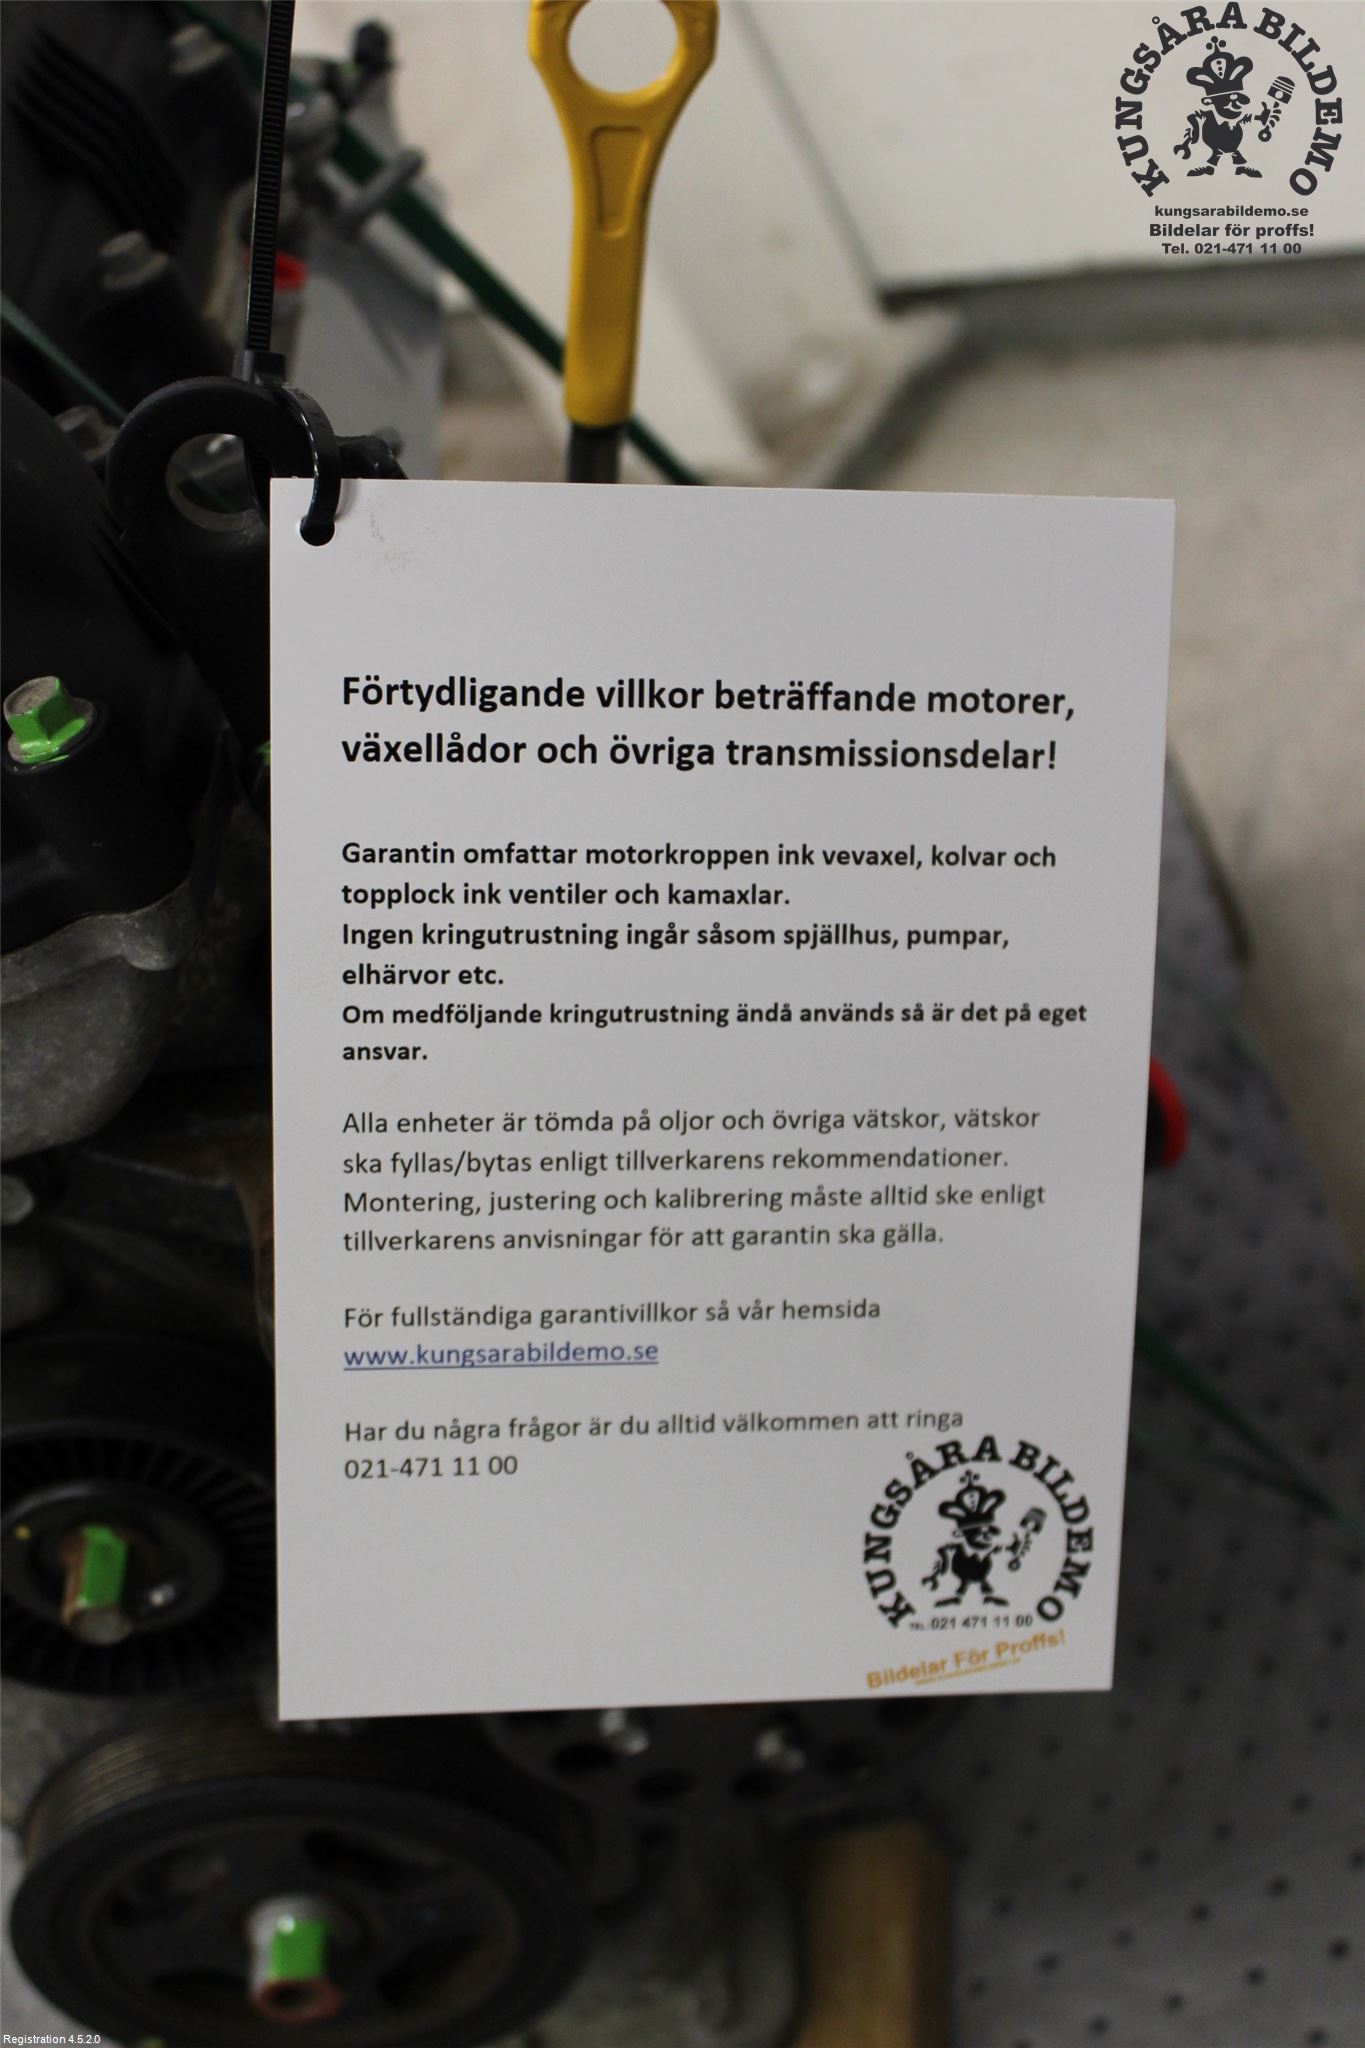 KUNGSÅRA BILDEMO
kungsarabildemo.se
Bildelar för proffs!
Tel. 021-471 11 00
Förtydligande villkor beträffande motorer,
växellådor och övriga transmissionsdelar!
Garantin omfattar motorkroppen ink vevaxel, kolvar och
topplock ink ventiler och kamaxlar.
Ingen kringutrustning ingår såsom spjällhus, pumpar,
elhärvor etc.
Om medföljande kringutrustning ändå används så är det på eget
ansvar.
Alla enheter är tömda på oljor och övriga vätskor, vätskor
ska fyllas/bytas enligt tillverkarens rekommendationer.
Montering, justering och kalibrering måste alltid ske enligt
tillverkarens anvisningar för att garantin ska gälla.
För fullständiga garantivillkor så vår hemsida
www.kungsarabildemo.se
Har du några frågor är du alltid välkommen att ringa
021-471 11 00
KUNGSÅRA BILDEMO
TEL. 021 471 11 00
Bildelar För Proffs!
Registration 4.5.2.0